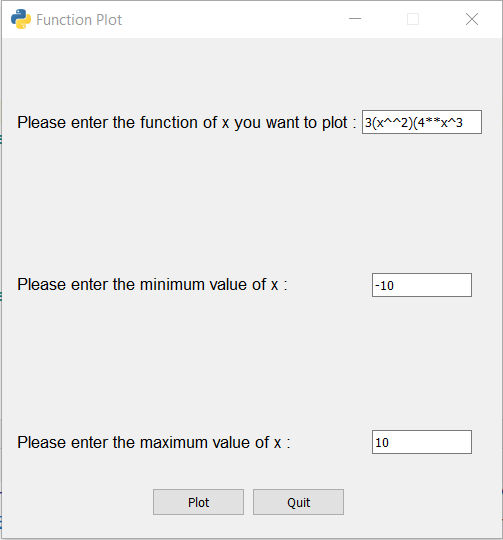 Function Plot
Please enter the function of x you want to plot : 3(x^^2)(4**x^3
Please enter the minimum value of x : -10
Please enter the maximum value of x : 10
Plot Quit